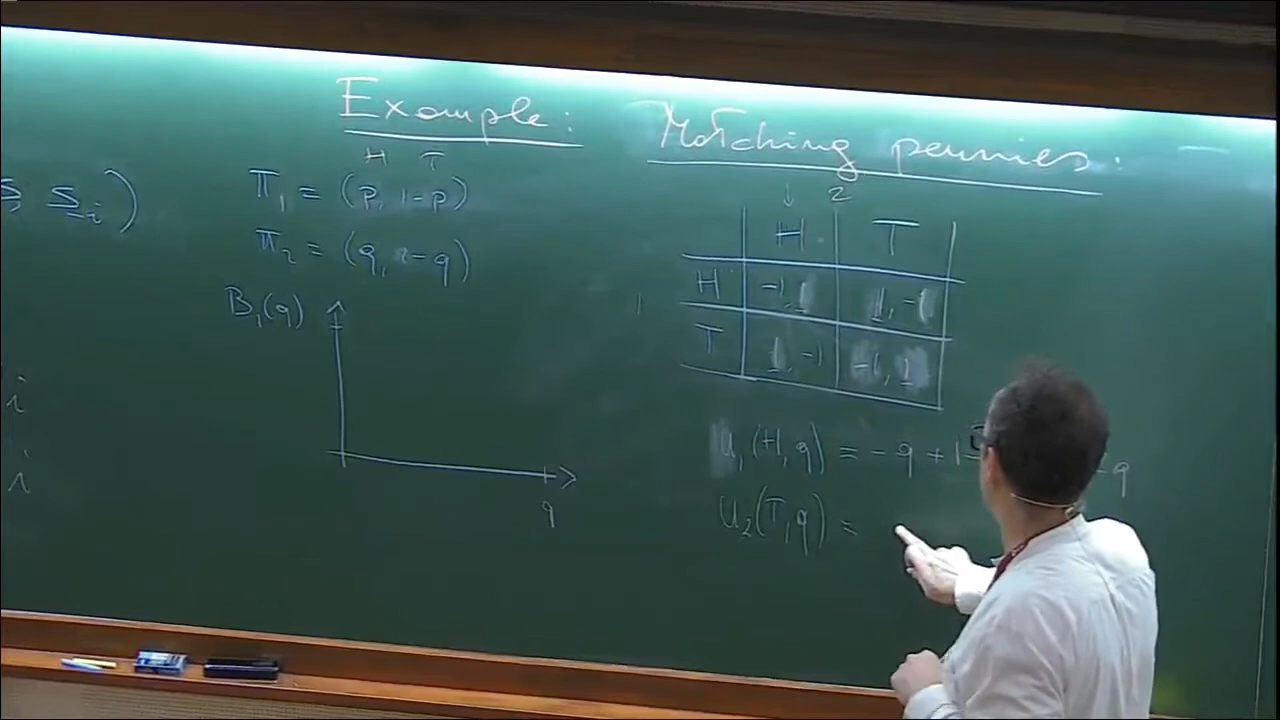 Example: Matching pennies:
s, s_-i)
H T
π₁ = (p, 1-p)
π₂ = (q, 1-q)
B₁(q)
q
↓ 2
H T
1 H -1, 1 1, -1
T 1, -1 -1, 1
u₁(H, q) = - q + 1 - q
u₂(T, q) =
i
i